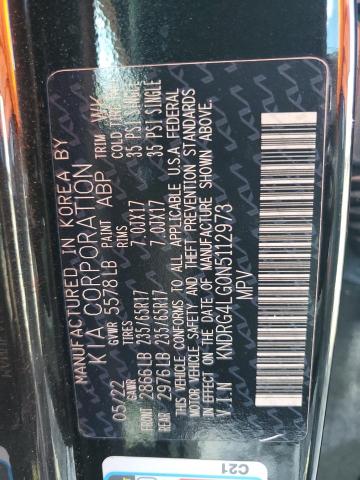 MANUFACTURED IN KOREA BY
KIA CORPORATION
05/22 GVWR 5578LB PAINT ABP TRIM WK
GAWR TIRES RIMS COLD TIRE
FRONT 2866LB 235/65R17 7.0JX17 35 PSI SINGLE
REAR 2976LB 235/65R17 7.0JX17 35 PSI SINGLE
THIS VEHICLE CONFORMS TO ALL APPLICABLE U.S.A FEDERAL
MOTOR VEHICLE SAFETY, BUMPER, AND THEFT PREVENTION
STANDARDS IN EFFECT ON THE DATE OF MANUFACTURE SHOWN ABOVE.
V.I.N KNDRG4LG0N5112973
MPV
C21